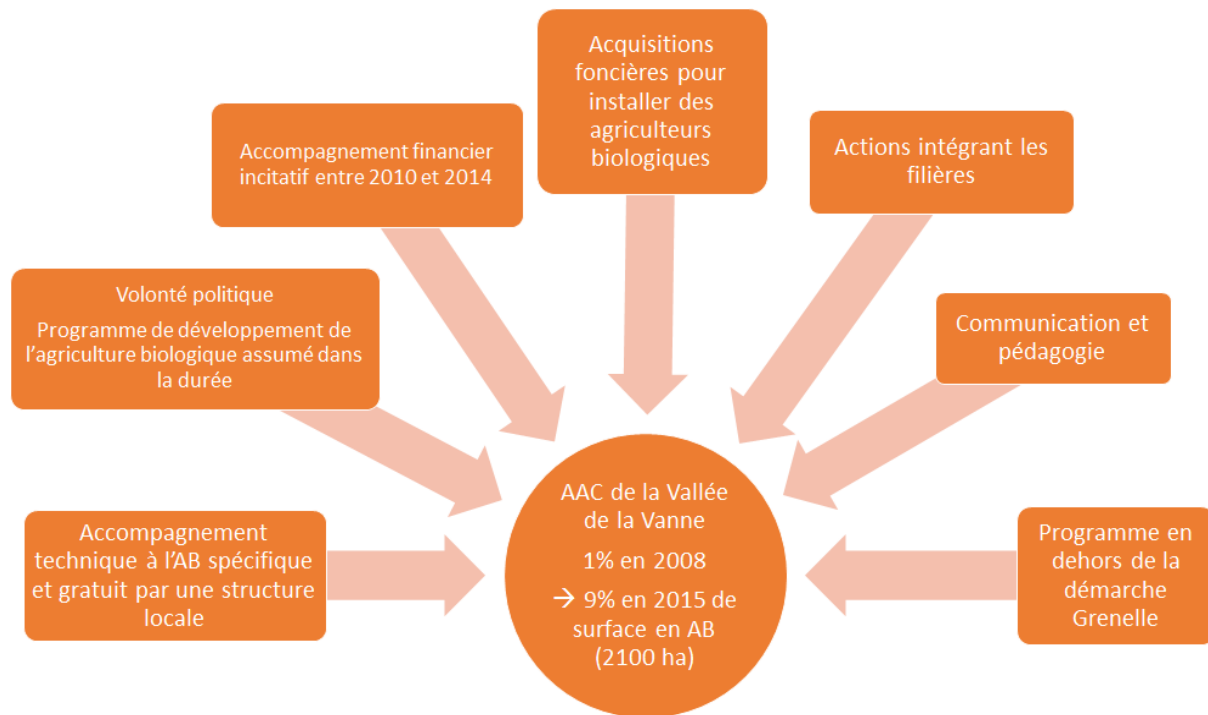 Acquisitions
foncières pour
installer des
agriculteurs
biologiques
Accompagnement financier
incitatif entre 2010 et 2014
Actions intégrant les
filières
Volonté politique
Programme de développement de
l'agriculture biologique assumé dans
la durée
Communication et
pédagogie
Accompagnement
technique à l'AB spécifique
et gratuit par une structure
locale
AAC de la Vallée
de la Vanne
1% en 2008
→ 9% en 2015 de
surface en AB
(2100 ha)
Programme en
dehors de la
démarche
Grenelle